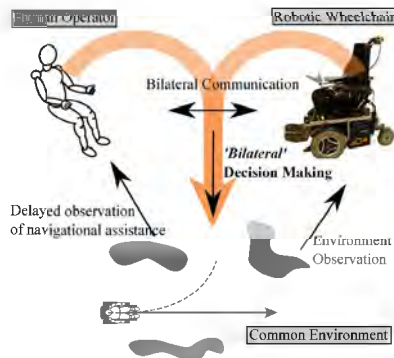 Human Operator
Robotic Wheelchair
Bilateral Communication
'Bilateral'
Decision Making
Delayed observation
of navigational assistance
Environment
Observation
Common Environment